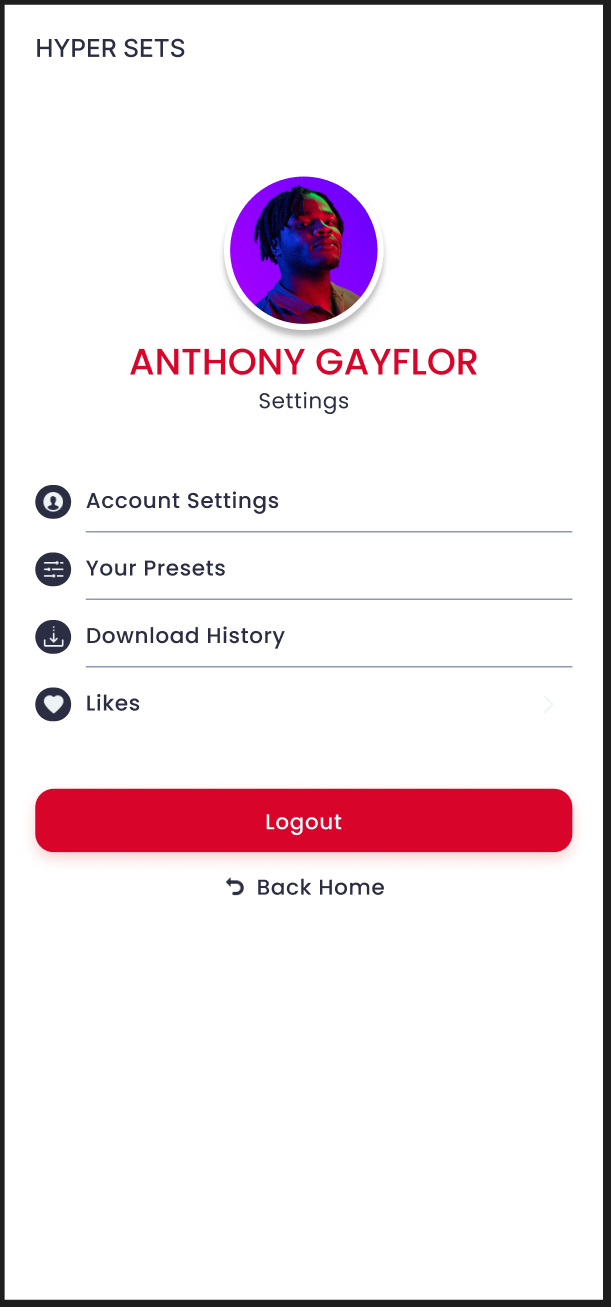 HYPER SETS
ANTHONY GAYFLOR
Settings
Account Settings
Your Presets
Download History
Likes
Logout
Back Home